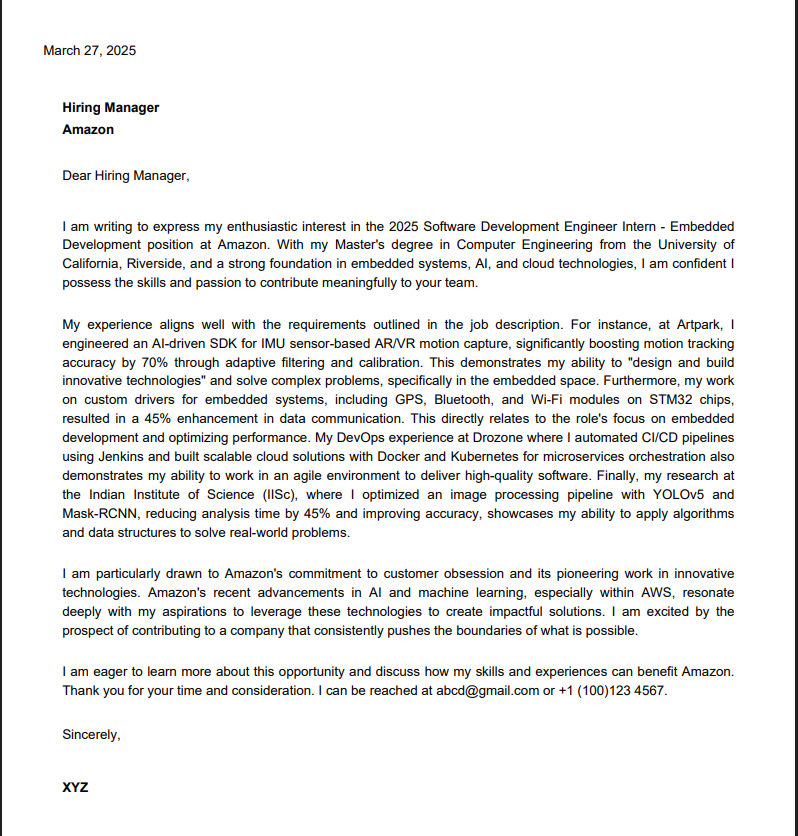 March 27, 2025
Hiring Manager
Amazon
Dear Hiring Manager,
I am writing to express my enthusiastic interest in the 2025 Software Development Engineer Intern - Embedded
Development position at Amazon. With my Master's degree in Computer Engineering from the University of
California, Riverside, and a strong foundation in embedded systems, AI, and cloud technologies, I am confident I
possess the skills and passion to contribute meaningfully to your team.
My experience aligns well with the requirements outlined in the job description. For instance, at Artpark, I
engineered an AI-driven SDK for IMU sensor-based AR/VR motion capture, significantly boosting motion tracking
accuracy by 70% through adaptive filtering and calibration. This demonstrates my ability to "design and build
innovative technologies" and solve complex problems, specifically in the embedded space. Furthermore, my work
on custom drivers for embedded systems, including GPS, Bluetooth, and Wi-Fi modules on STM32 chips,
resulted in a 45% enhancement in data communication. This directly relates to the role's focus on embedded
development and optimizing performance. My DevOps experience at Drozone where I automated CI/CD pipelines
using Jenkins and built scalable cloud solutions with Docker and Kubernetes for microservices orchestration also
demonstrates my ability to work in an agile environment to deliver high-quality software. Finally, my research at
the Indian Institute of Science (IISc), where I optimized an image processing pipeline with YOLOv5 and
Mask-RCNN, reducing analysis time by 45% and improving accuracy, showcases my ability to apply algorithms
and data structures to solve real-world problems.
I am particularly drawn to Amazon's commitment to customer obsession and its pioneering work in innovative
technologies. Amazon's recent advancements in AI and machine learning, especially within AWS, resonate
deeply with my aspirations to leverage these technologies to create impactful solutions. I am excited by the
prospect of contributing to a company that consistently pushes the boundaries of what is possible.
I am eager to learn more about this opportunity and discuss how my skills and experiences can benefit Amazon.
Thank you for your time and consideration. I can be reached at abcd@gmail.com or +1 (100)123 4567.
Sincerely,
XYZ